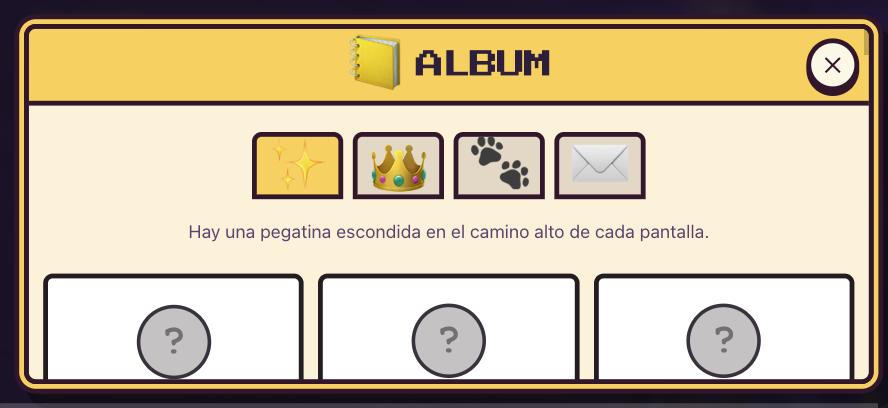 ALBUM
Hay una pegatina escondida en el camino alto de cada pantalla.
? ? ?